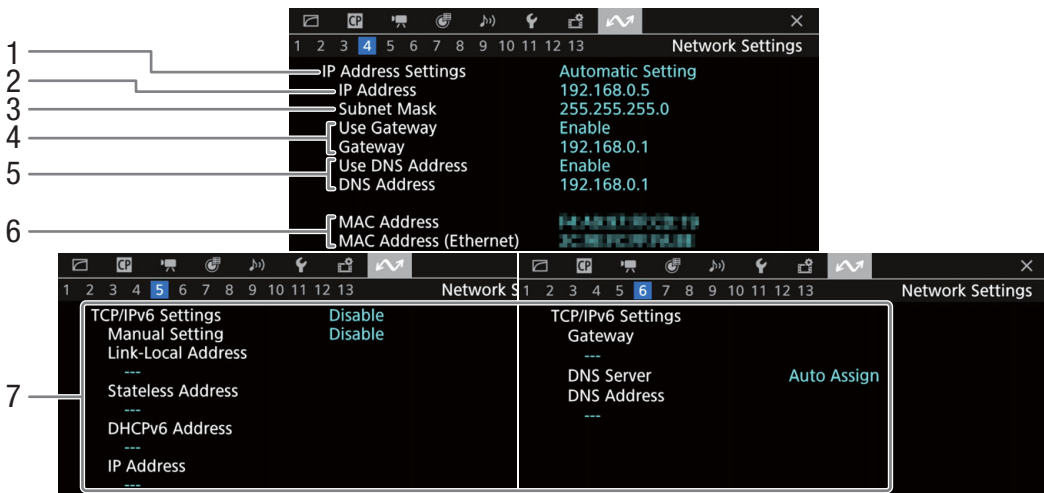 CP
1 2 3 4 5 6 7 8 9 10 11 12 13 Network Settings
1 IP Address Settings Automatic Setting
2 IP Address 192.168.0.5
3 Subnet Mask 255.255.255.0
4 Use Gateway Enable
Gateway 192.168.0.1
5 Use DNS Address Enable
DNS Address 192.168.0.1
6 MAC Address
MAC Address (Ethernet)
CP
1 2 3 4 5 6 7 8 9 10 11 12 13 Network S
7
TCP/IPv6 Settings Disable
Manual Setting Disable
Link-Local Address
---
Stateless Address
---
DHCPv6 Address
---
IP Address
---
CP
1 2 3 4 5 6 7 8 9 10 11 12 13 Network Settings
TCP/IPv6 Settings
Gateway
---
DNS Server Auto Assign
DNS Address
---